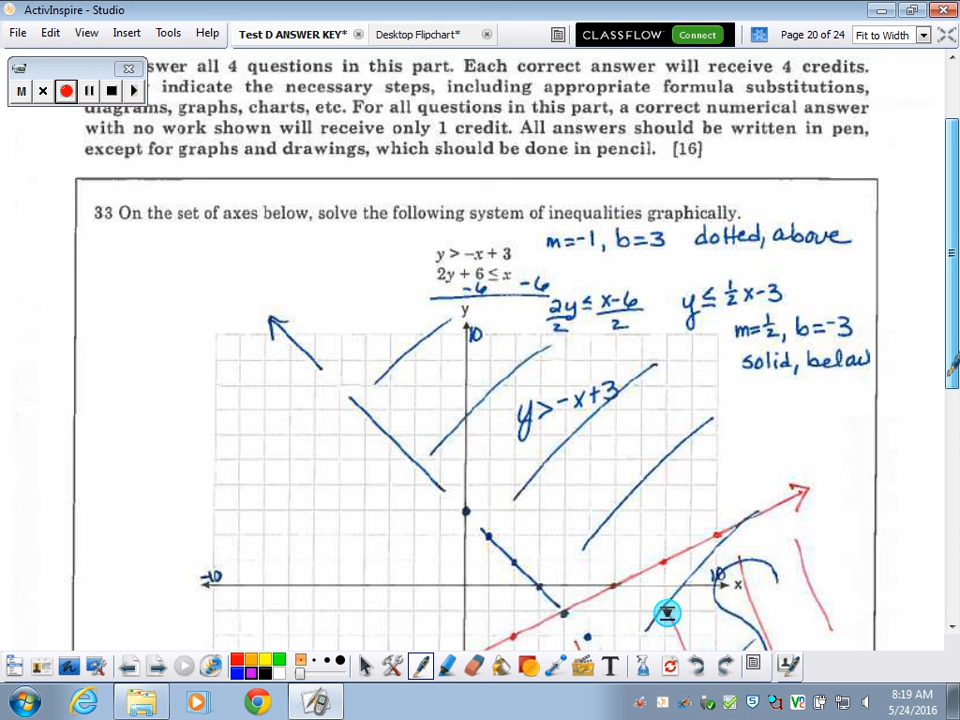 ActivInspire - Studio
File Edit View Insert Tools Help Test D ANSWER KEY* Desktop Flipchart* CLASSFLOW Connect Page 20 of 24 Fit to Width
M
swer all 4 questions in this part. Each correct answer will receive 4 credits.
indicate the necessary steps, including appropriate formula substitutions,
diagrams, graphs, charts, etc. For all questions in this part, a correct numerical answer
with no work shown will receive only 1 credit. All answers should be written in pen,
except for graphs and drawings, which should be done in pencil. [16]
33 On the set of axes below, solve the following system of inequalities graphically.
m=-1, b=3 dotted, above
y > -x + 3
2y + 6 ≤ x
-6 -6
2y/2 ≤ x-6/2
y ≤ 1/2x-3
m=1/2, b=-3
solid, below
y
10
y>-x+3
-10
10
x
T
8:19 AM
5/24/2016